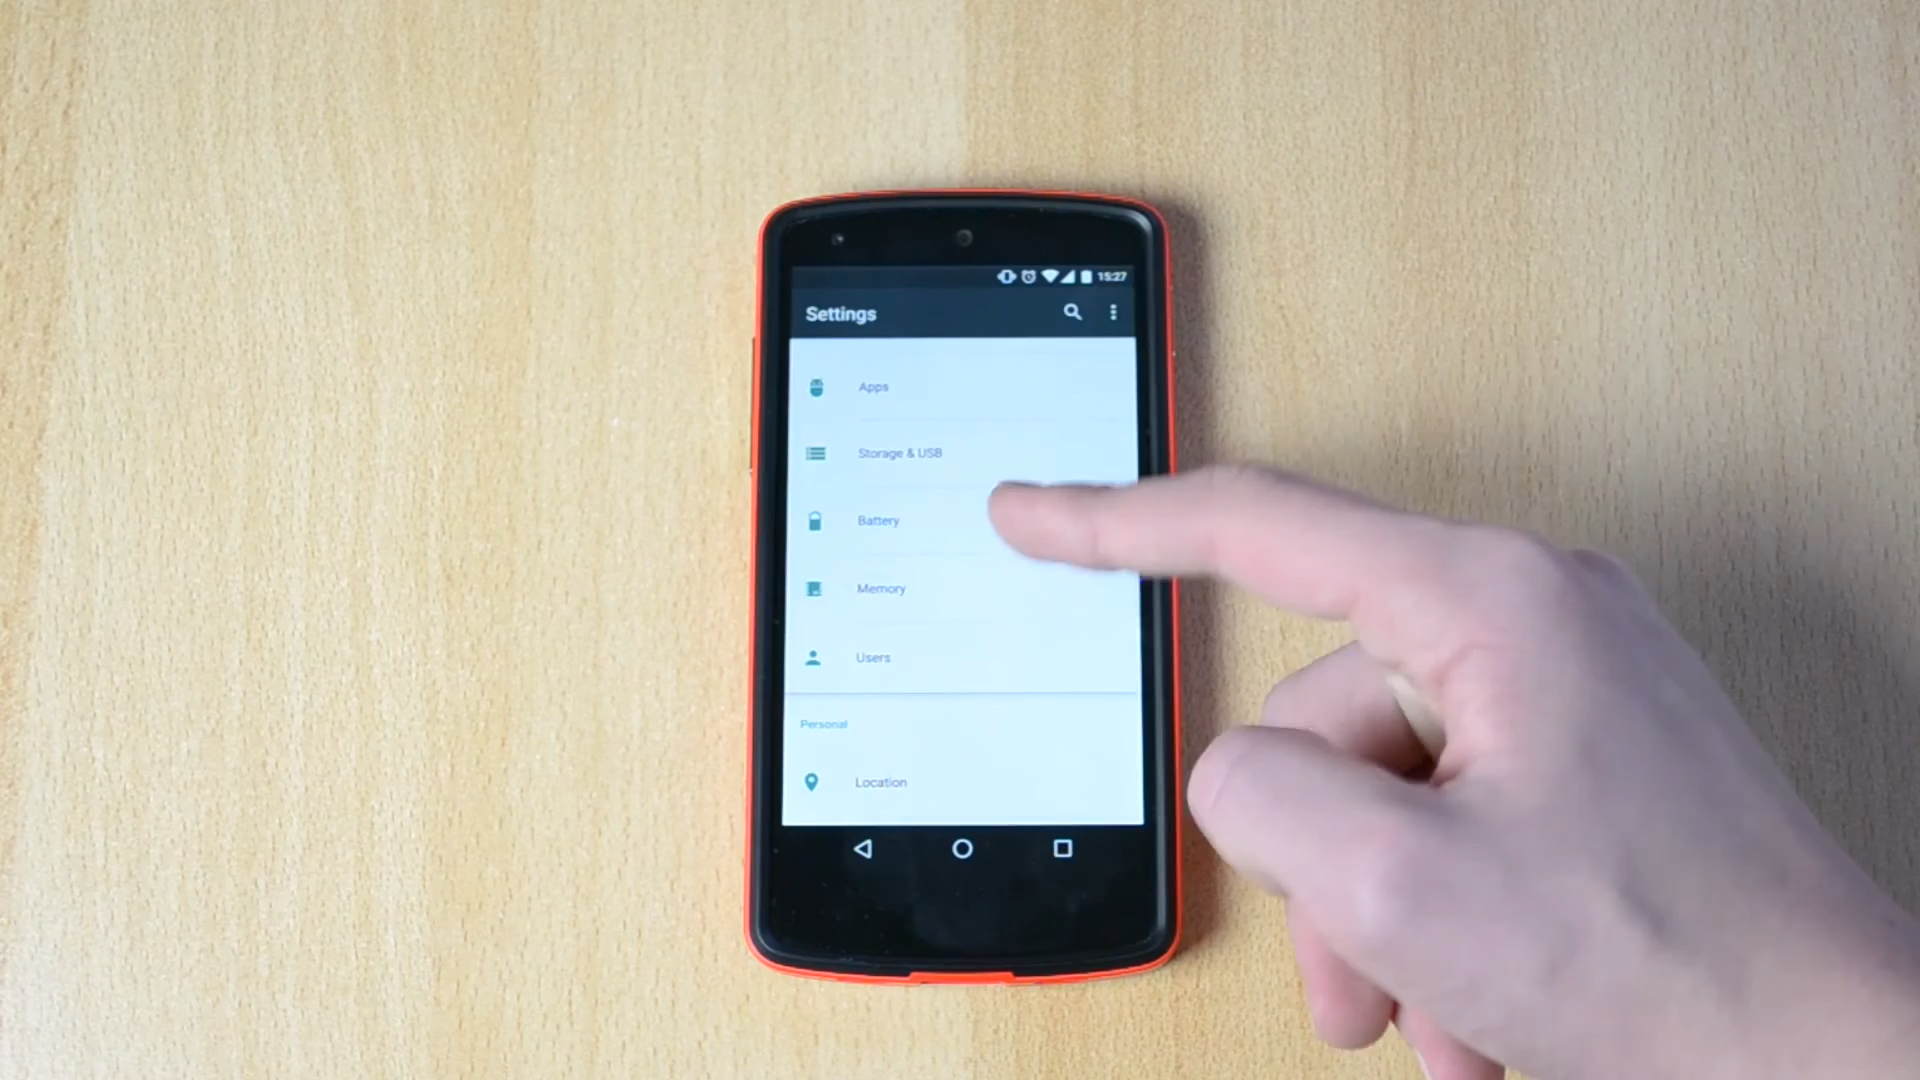 15:27
Settings
Apps
Storage & USB
Battery
Memory
Users
Personal
Location